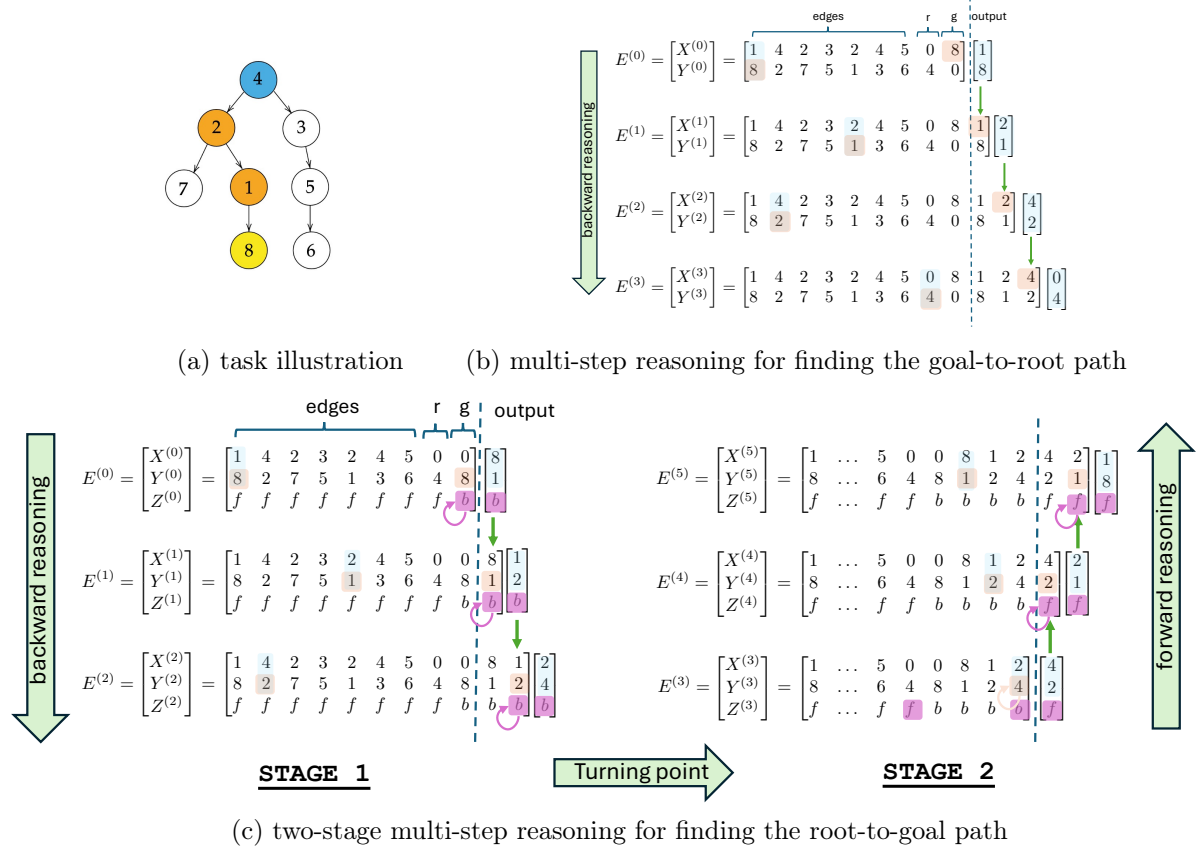 4
2
3
7
1
5
8
6
(a) task illustration
backward reasoning
edges r g output
E^(0) = [X^(0) = [1 4 2 3 2 4 5 0 8] [1]
Y^(0)] 8 2 7 5 1 3 6 4 0 8
E^(1) = [X^(1) = [1 4 2 3 2 4 5 0 8 1] [2]
Y^(1)] 8 2 7 5 1 3 6 4 0 8 1
E^(2) = [X^(2) = [1 4 2 3 2 4 5 0 8 1 2] [4]
Y^(2)] 8 2 7 5 1 3 6 4 0 8 1 2
E^(3) = [X^(3) = [1 4 2 3 2 4 5 0 8 1 2 4] [0]
Y^(3)] 8 2 7 5 1 3 6 4 0 8 1 2 4
(b) multi-step reasoning for finding the goal-to-root path
backward reasoning
edges r g output
E^(0) = [X^(0) = [1 4 2 3 2 4 5 0 0] [8]
Y^(0) 8 2 7 5 1 3 6 4 8 1
Z^(0)] f f f f f f f f b b
E^(1) = [X^(1) = [1 4 2 3 2 4 5 0 0 8] [1]
Y^(1) 8 2 7 5 1 3 6 4 8 1 2
Z^(1)] f f f f f f f f b b b
E^(2) = [X^(2) = [1 4 2 3 2 4 5 0 0 8 1] [2]
Y^(2) 8 2 7 5 1 3 6 4 8 1 2 4
Z^(2)] f f f f f f f f b b b b
STAGE 1
Turning point
E^(5) = [X^(5) = [1 ... 5 0 0 8 1 2 4 2] [1]
Y^(5) 8 ... 6 4 8 1 2 4 2 1 8
Z^(5)] f ... f f b b b b f f f
E^(4) = [X^(4) = [1 ... 5 0 0 8 1 2 4] [2]
Y^(4) 8 ... 6 4 8 1 2 4 2 1
Z^(4)] f ... f f b b b b f f
E^(3) = [X^(3) = [1 ... 5 0 0 8 1 2] [4]
Y^(3) 8 ... 6 4 8 1 2 4 2
Z^(3)] f ... f f b b b b f
STAGE 2
forward reasoning
(c) two-stage multi-step reasoning for finding the root-to-goal path